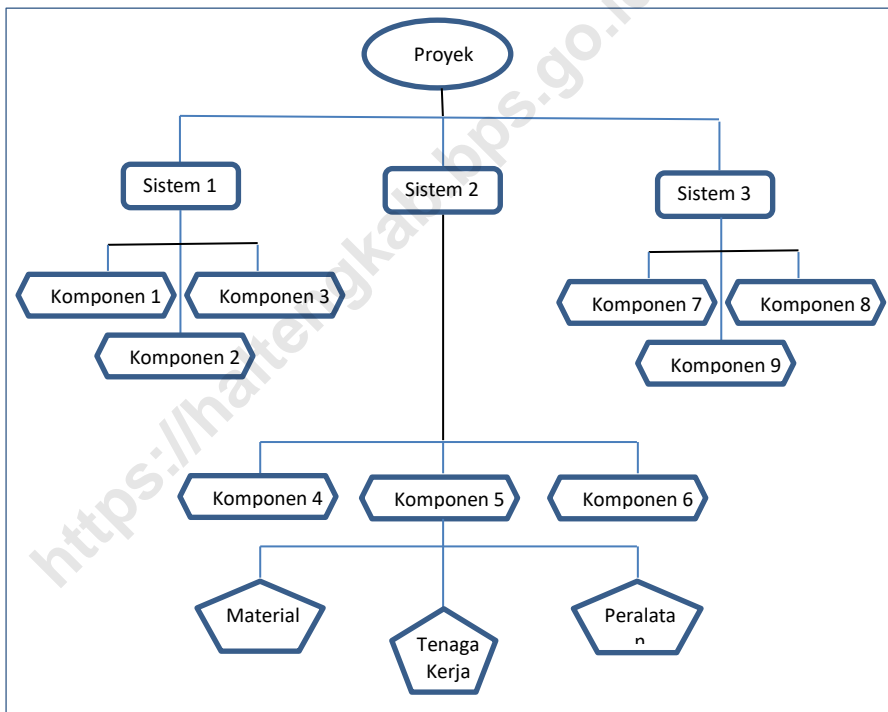 Proyek
Sistem 1
Sistem 2
Sistem 3
Komponen 1
Komponen 3
Komponen 7
Komponen 8
Komponen 2
Komponen 9
Komponen 4
Komponen 5
Komponen 6
Material
Tenaga
Kerja
Peralata
n
https://haltengkab.bps.go.id